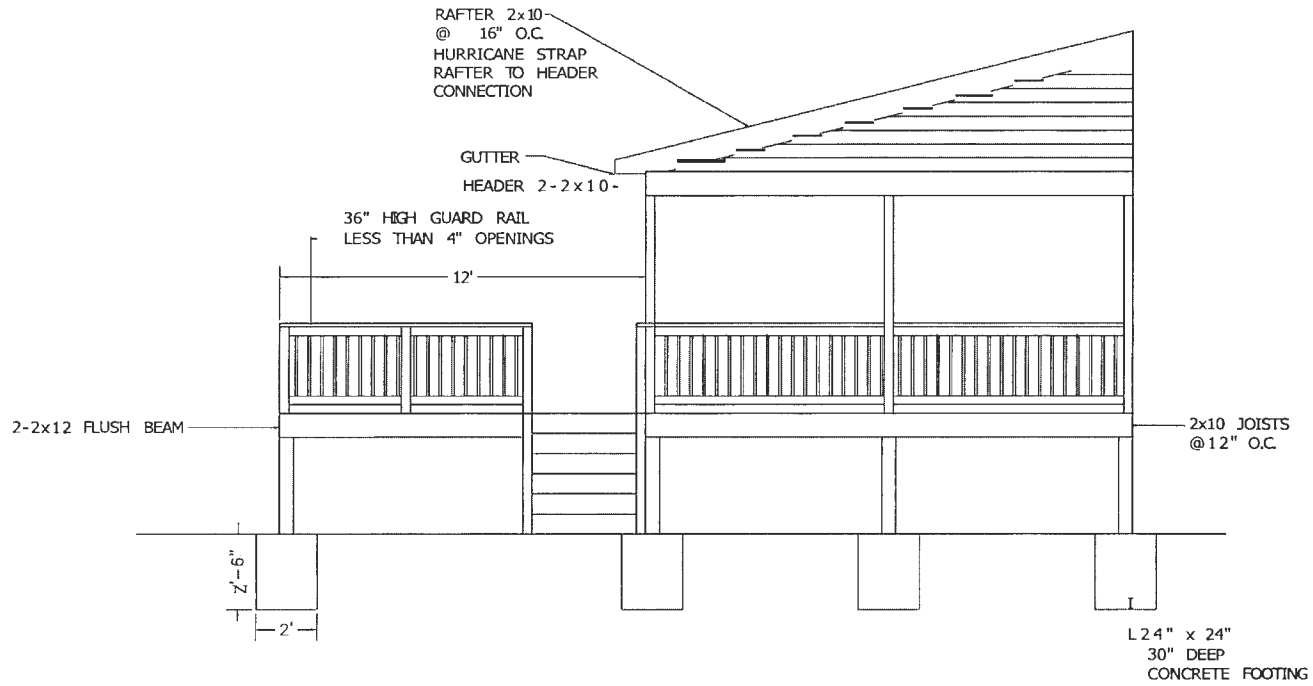 RAFTER 2x10
@ 16" O.C.
HURRICANE STRAP
RAFTER TO HEADER
CONNECTION
GUTTER
HEADER 2-2x10
36" HIGH GUARD RAIL
LESS THAN 4" OPENINGS
12'
2-2x12 FLUSH BEAM
2x10 JOISTS
@12" O.C.
2'-6"
2'
24" x 24"
30" DEEP
CONCRETE FOOTING